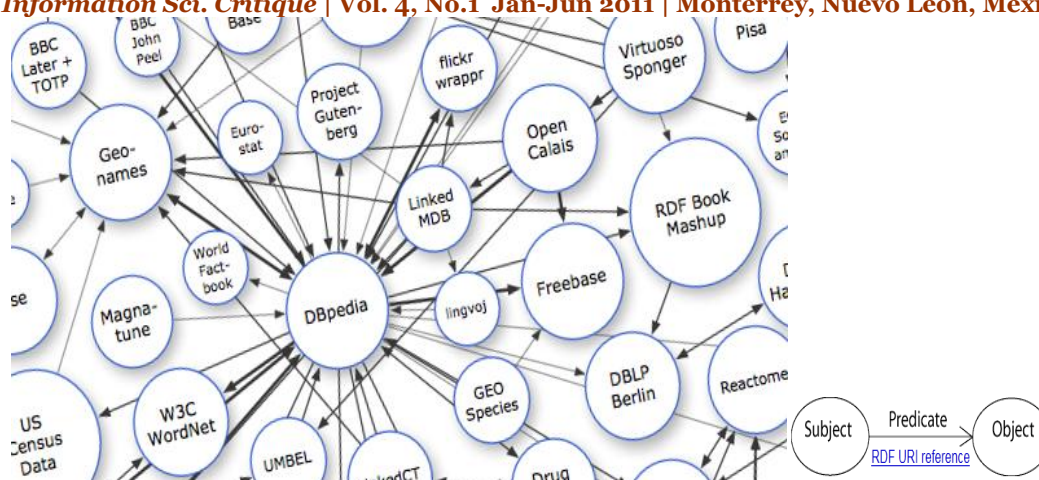 Information Sci. Critique | Vol. 4, No.1 Jan-Jun 2011 | Monterrey, Nuevo León,
BBC
Later +
TOTP
BBC
John
Peel
Base
flickr
wrappr
Virtuoso
Sponger
Pisa
Project
Guten-
berg
Euro-
stat
Open
Calais
Geo-
names
Linked
MDB
RDF Book
Mashup
World
Fact-
book
Freebase
DBpedia
lingvoj
Magna-
tune
DBLP
Berlin
Reactome
GEO
Species
US
Census
Data
W3C
WordNet
UMBEL
Drug
Subject
Predicate
RDF URI reference
Object